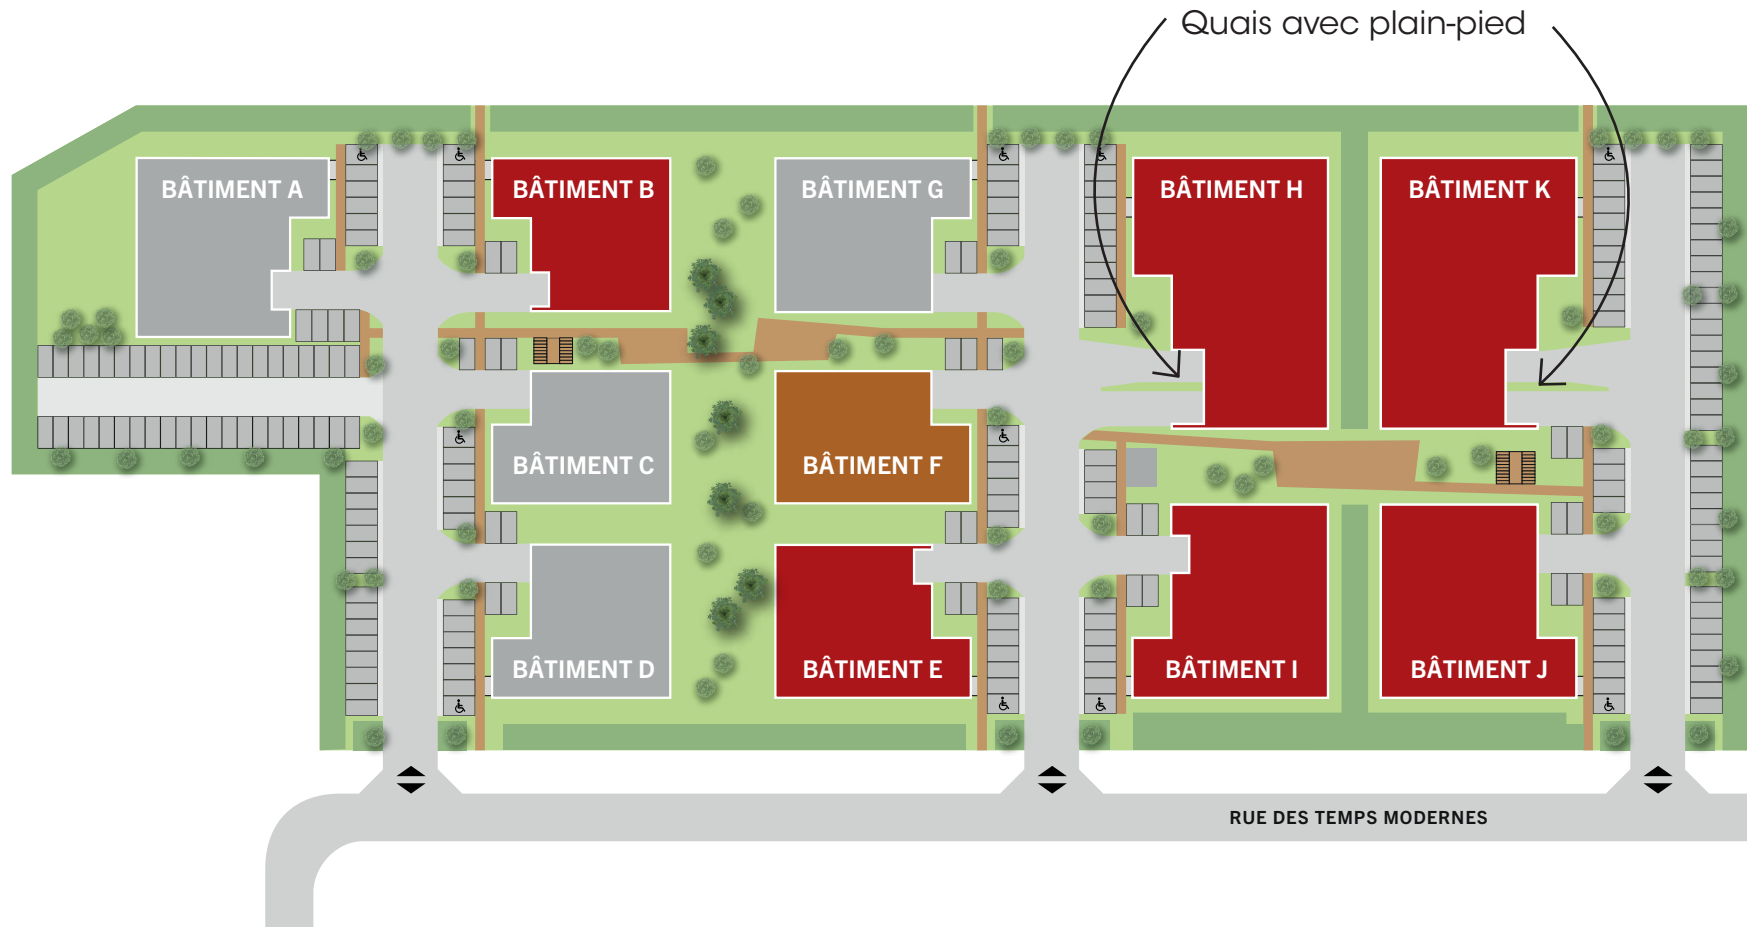 Quais avec plain-pied
BÂTIMENT A
BÂTIMENT B
BÂTIMENT G
BÂTIMENT H
BÂTIMENT K
BÂTIMENT C
BÂTIMENT F
BÂTIMENT D
BÂTIMENT E
BÂTIMENT I
BÂTIMENT J
RUE DES TEMPS MODERNES